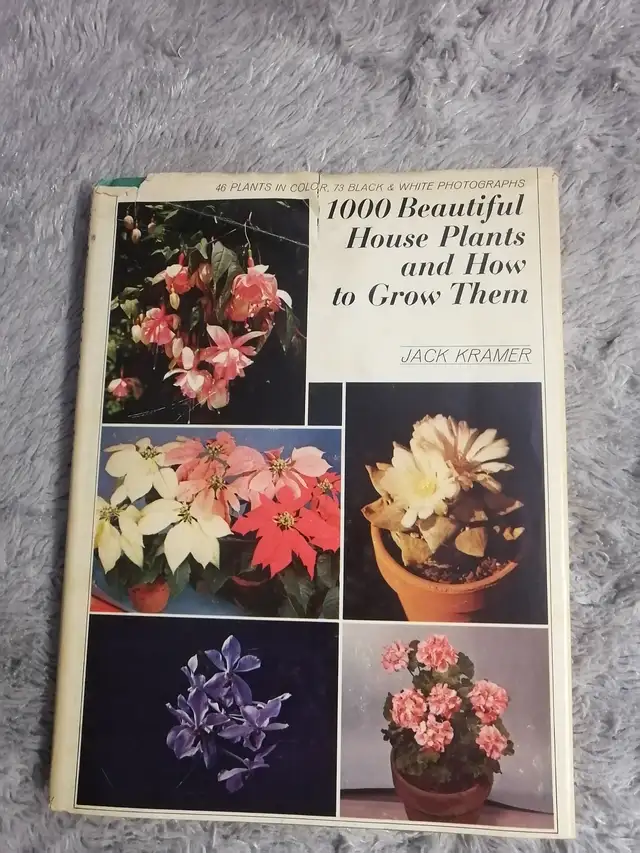 46 PLANTS IN COLOR, 73 BLACK & WHITE PHOTOGRAPHS
1000 Beautiful
House Plants
and How
to Grow Them
JACK KRAMER